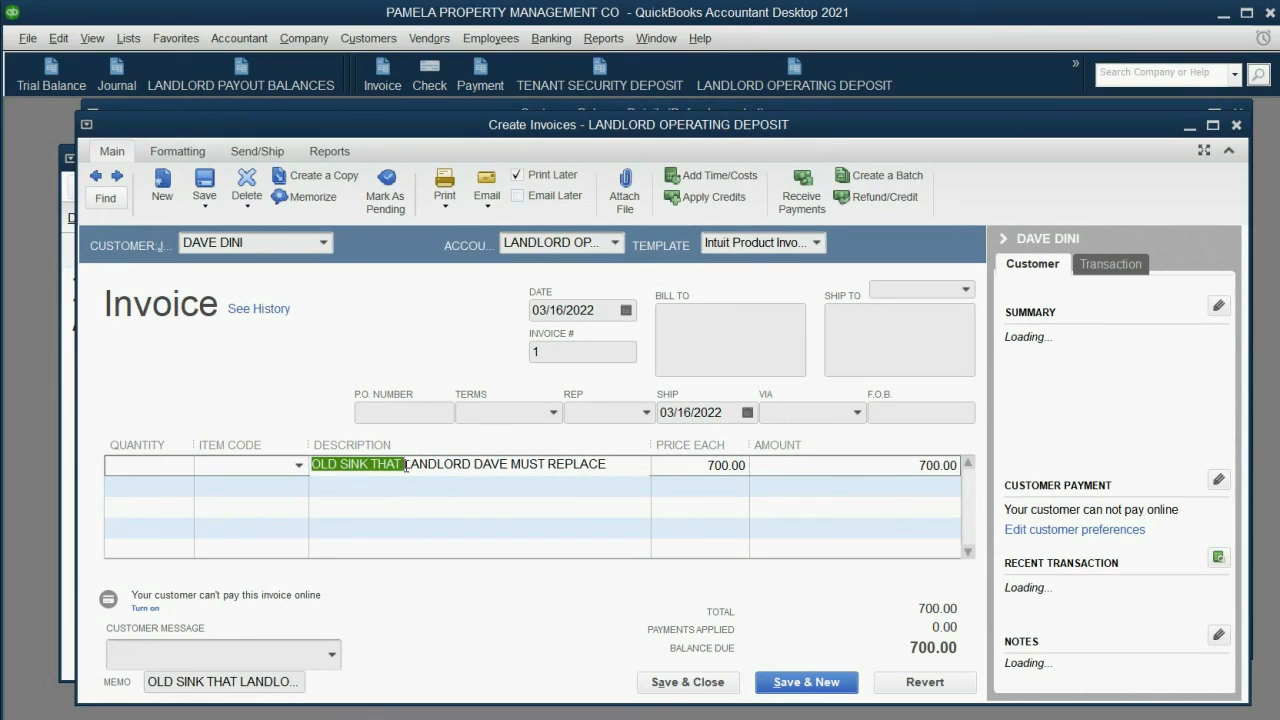 PAMELA PROPERTY MANAGEMENT CO - QuickBooks Accountant Desktop 2021
File Edit View Lists Favorites Accountant Company Customers Vendors Employees Banking Reports Window Help
Trial Balance Journal LANDLORD PAYOUT BALANCES Invoice Check Payment TENANT SECURITY DEPOSIT LANDLORD OPERATING DEPOSIT » Search Company or Help
Create Invoices - LANDLORD OPERATING DEPOSIT
Main Formatting Send/Ship Reports
Find New Save Delete Create a Copy Memorize Mark As Pending Print Email Print Later Email Later Attach File Add Time/Costs Apply Credits Receive Payments Create a Batch Refund/Credit
CUSTOMER:J... DAVE DINI ACCOU... LANDLORD OP... TEMPLATE Intuit Product Invo...
DAVE DINI
Customer Transaction
Invoice See History
DATE
03/16/2022
INVOICE #
1
BILL TO
SHIP TO
P.O. NUMBER TERMS REP SHIP VIA F.O.B.
03/16/2022
QUANTITY ITEM CODE DESCRIPTION PRICE EACH AMOUNT
OLD SINK THAT LANDLORD DAVE MUST REPLACE 700.00 700.00
Your customer can't pay this invoice online
Turn on
CUSTOMER MESSAGE
MEMO OLD SINK THAT LANDLO...
TOTAL 700.00
PAYMENTS APPLIED 0.00
BALANCE DUE 700.00
Save & Close Save & New Revert
SUMMARY
Loading...
CUSTOMER PAYMENT
Your customer can not pay online
Edit customer preferences
RECENT TRANSACTION
Loading...
NOTES
Loading...